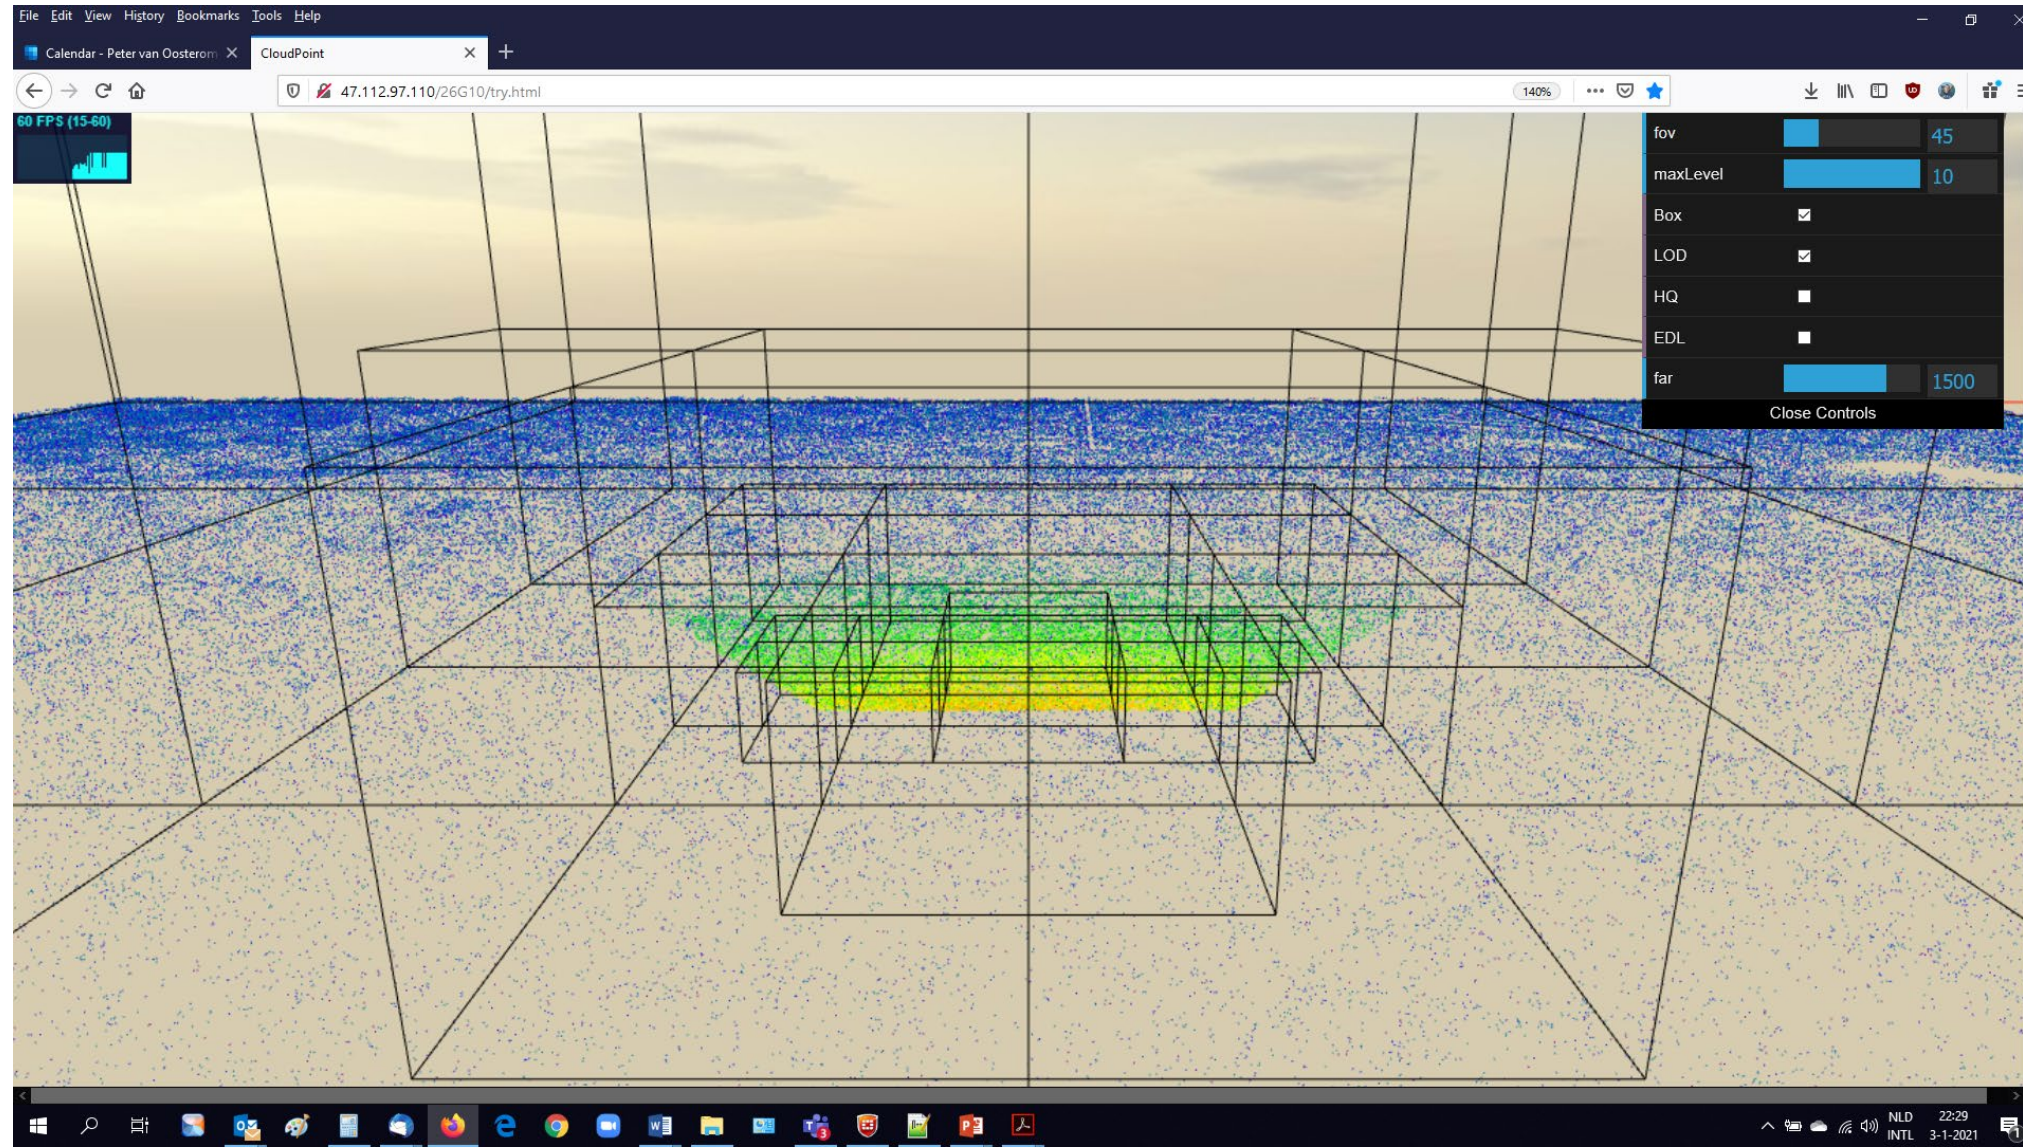 File Edit View History Bookmarks Tools Help
Calendar - Peter van Oosterom
CloudPoint
47.112.97.110/26G10/try.html
140%
60 FPS (15-60)
fov 45
maxLevel 10
Box
LOD
HQ
EDL
far 1500
Close Controls
NLD 22:29
INTL 3-1-2021